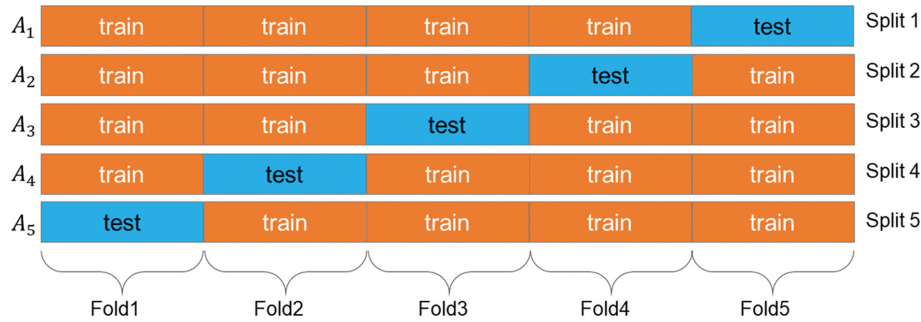 A₁ train train train train test Split 1
A₂ train train train test train Split 2
A₃ train train test train train Split 3
A₄ train test train train train Split 4
A₅ test train train train train Split 5
Fold1 Fold2 Fold3 Fold4 Fold5